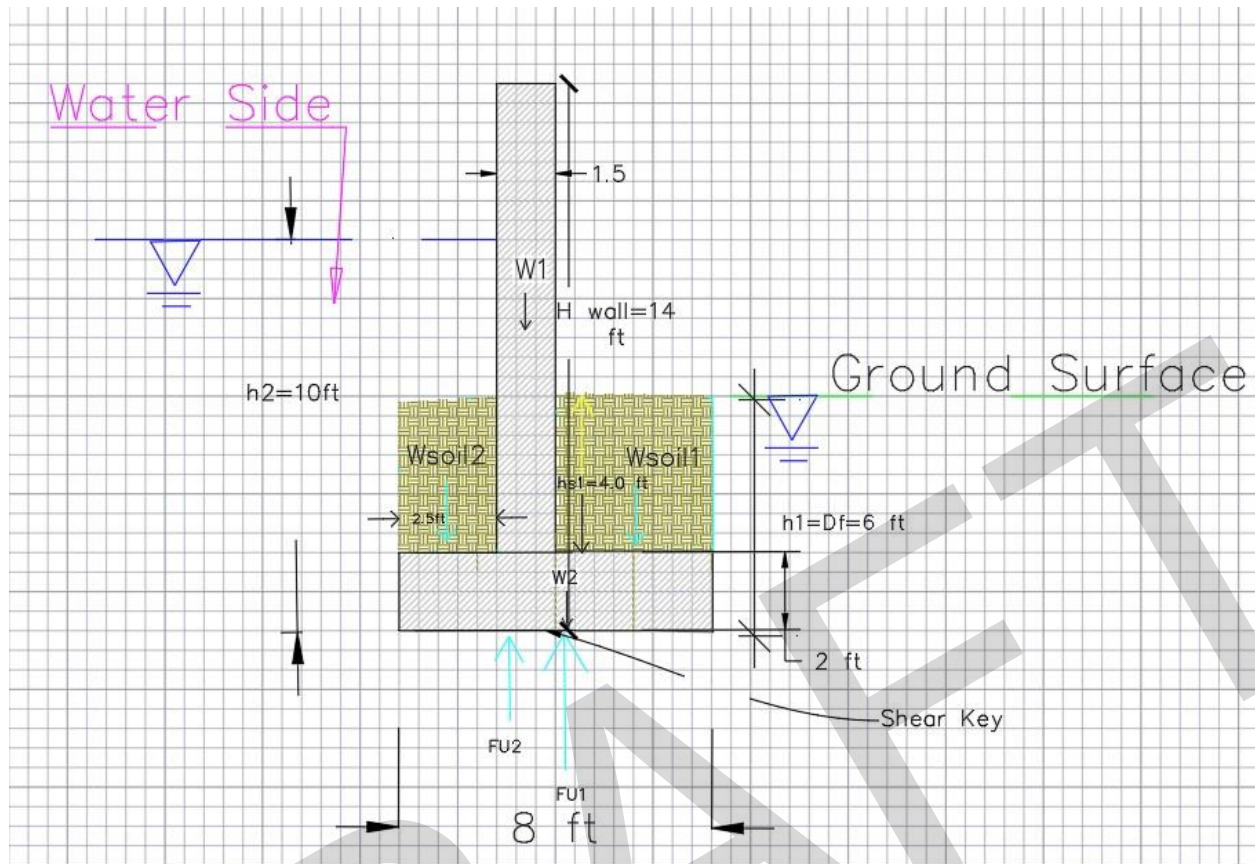 Water Side
1.5
W1
H wall=14
ft
Ground Surface
h2=10ft
Wsoil2
Wsoil1
hs1=4.0 ft
2.5ft
h1=Df=6 ft
W2
2 ft
Shear Key
FU2
FU1
8 ft
DRAFT